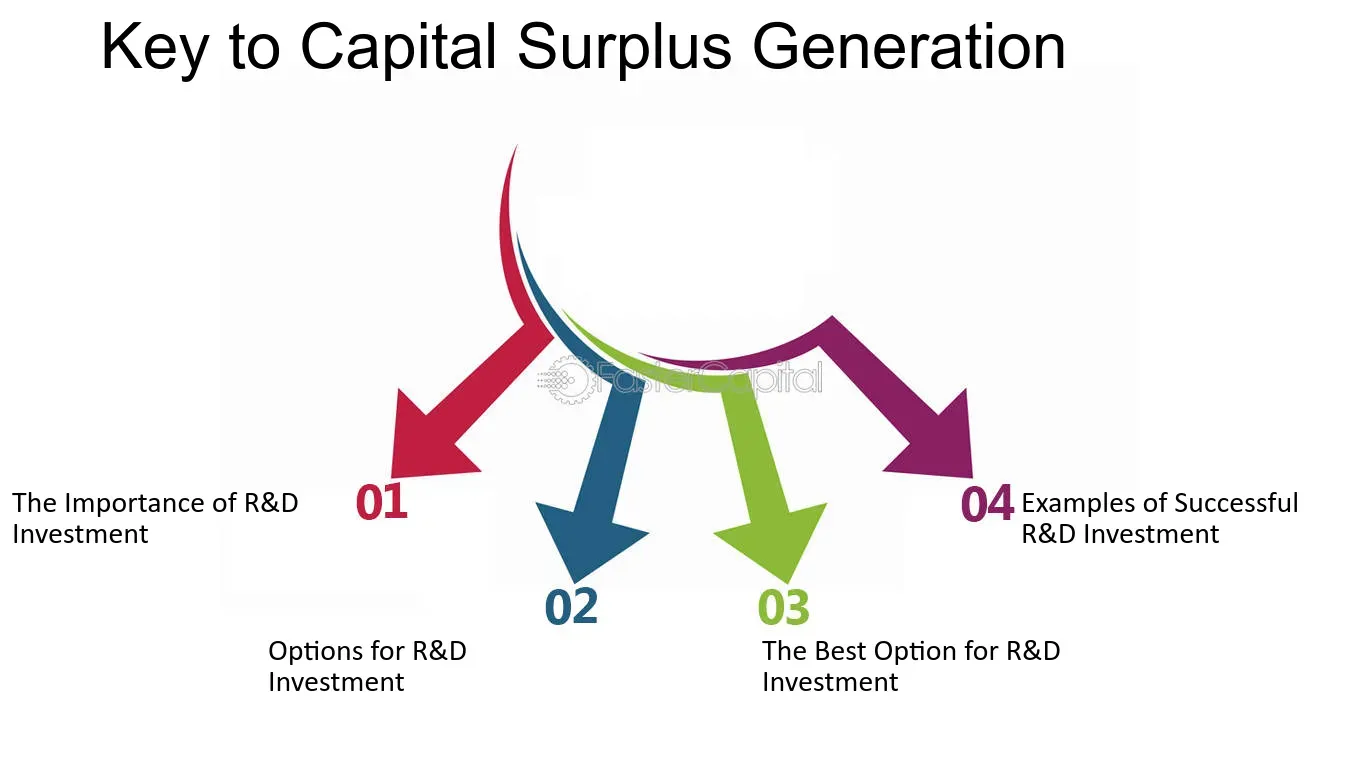 Key to Capital Surplus Generation
FasterCapital
01
The Importance of R&D
Investment
02
Options for R&D
Investment
03
The Best Option for R&D
Investment
04
Examples of Successful
R&D Investment